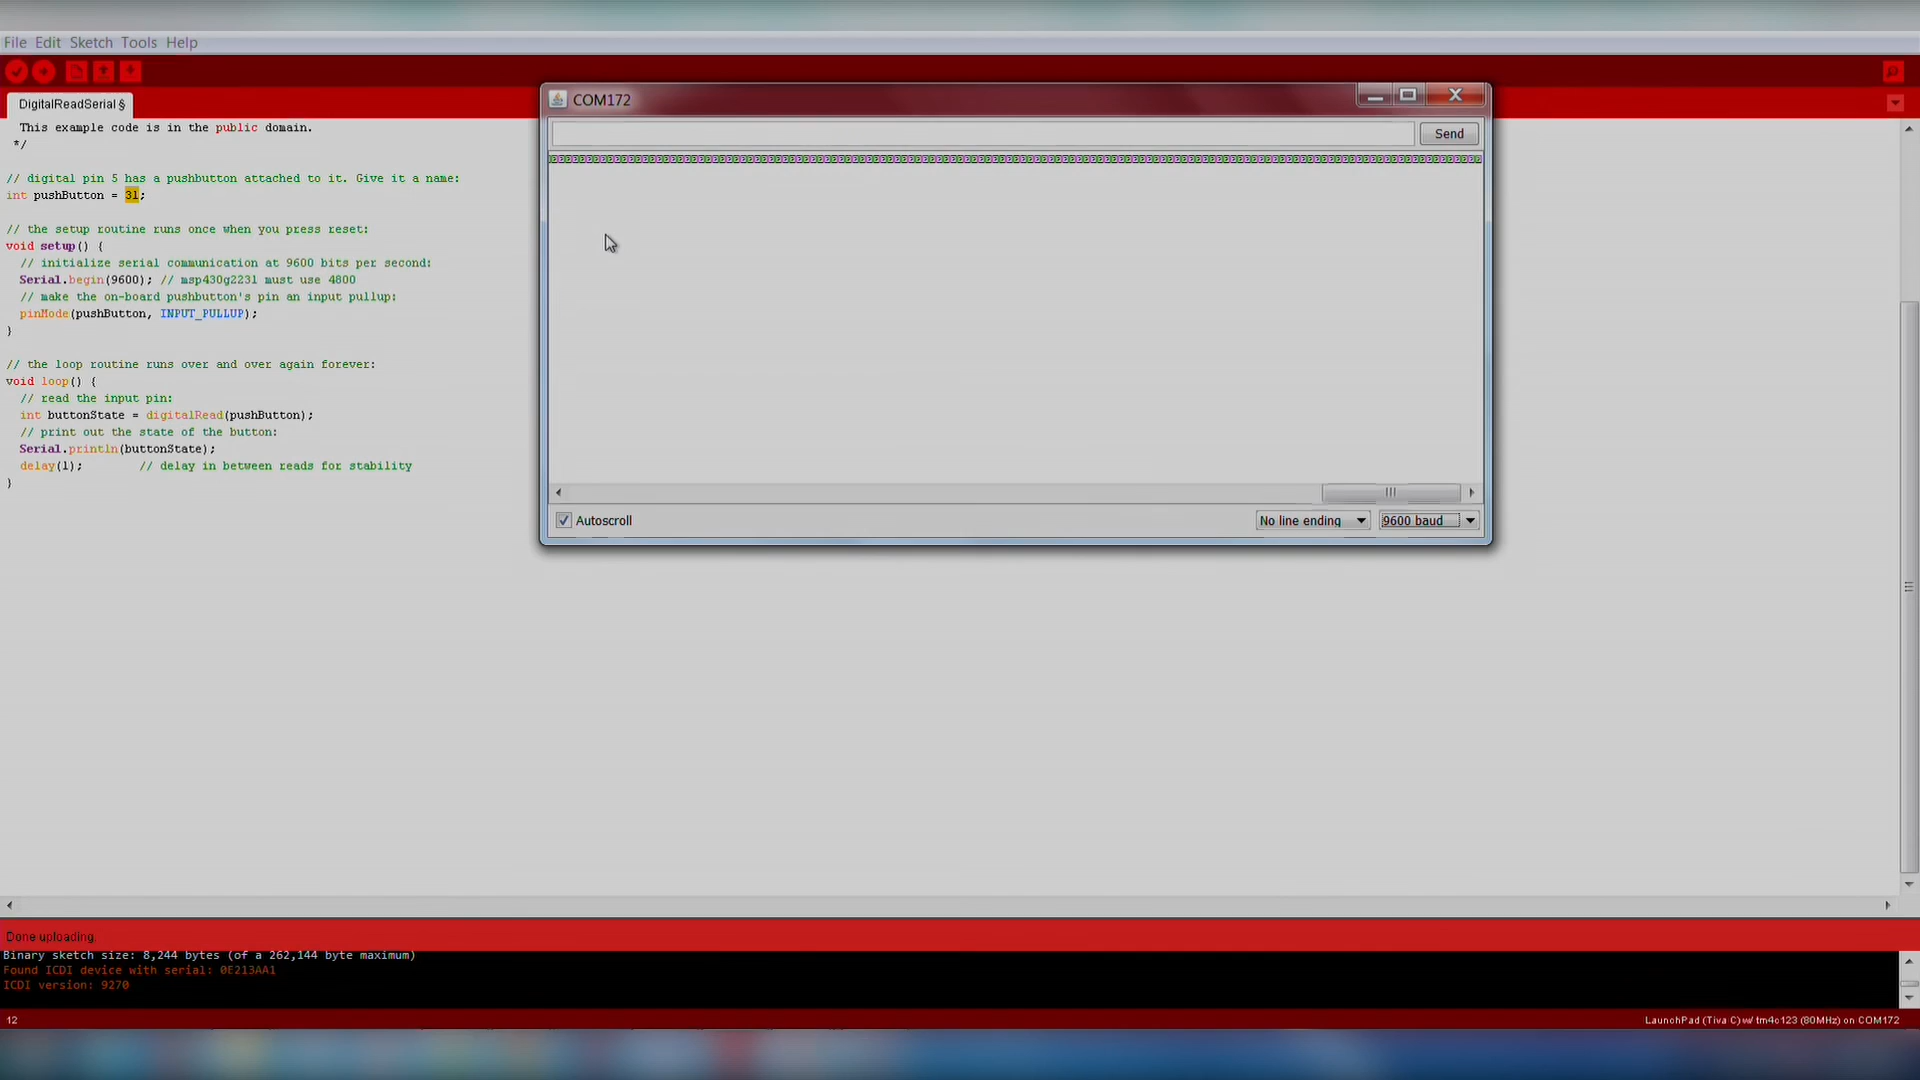 File Edit Sketch Tools Help
DigitalReadSerial §
This example code is in the public domain.
*/
// digital pin 5 has a pushbutton attached to it. Give it a name:
int pushButton = 31;
// the setup routine runs once when you press reset:
void setup() {
// initialize serial communication at 9600 bits per second:
Serial.begin(9600); // msp430g2231 must use 4800
// make the on-board pushbutton's pin an input pullup:
pinMode(pushButton, INPUT_PULLUP);
}
// the loop routine runs over and over again forever:
void loop() {
// read the input pin:
int buttonState = digitalRead(pushButton);
// print out the state of the button:
Serial.println(buttonState);
delay(1); // delay in between reads for stability
}
COM172
Send
Autoscroll
No line ending
9600 baud
Done uploading.
Binary sketch size: 8,244 bytes (of a 262,144 byte maximum)
Found ICDI device with serial: 0E213AA1
ICDI version: 9270
12
LaunchPad (Tiva C) w/ tm4c123 (80MHz) on COM172